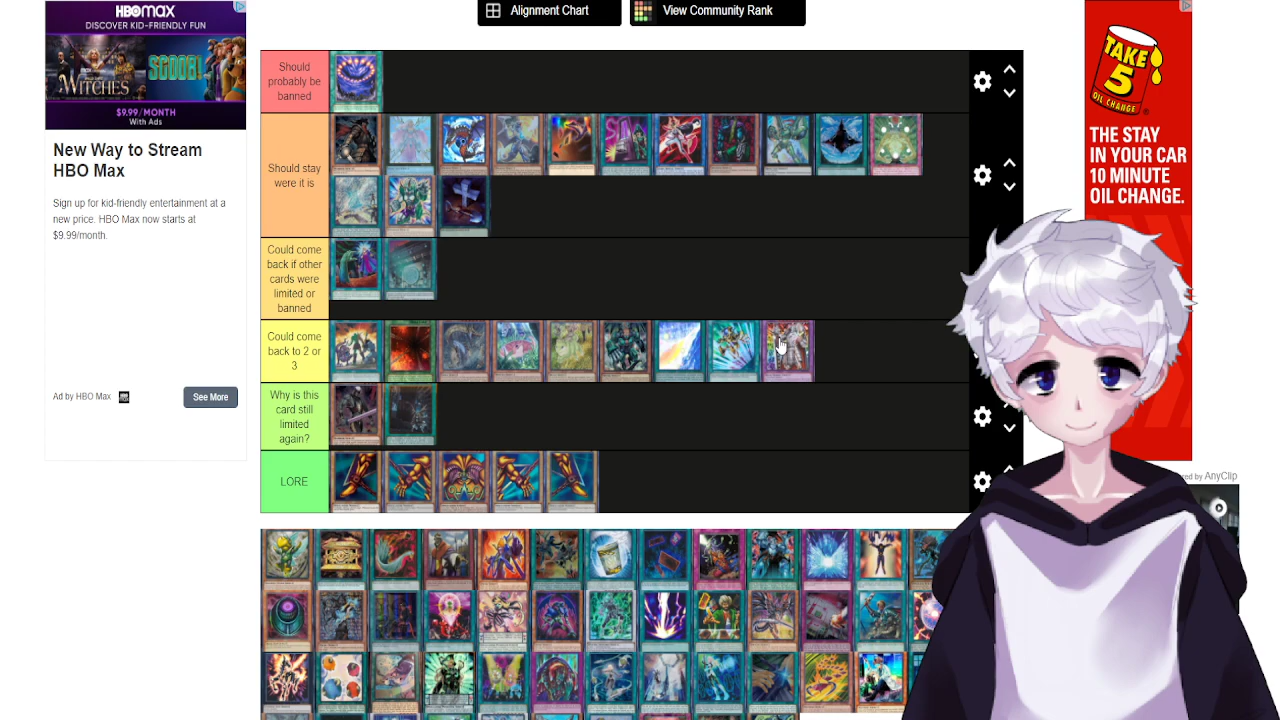 HBOMAX
DISCOVER KID-FRIENDLY FUN
WITCHES
SCOOB!
$9.99/MONTH
With Ads
New Way to Stream
HBO Max
Sign up for kid-friendly entertainment at a
new price. HBO Max now starts at
$9.99/month.
Ad by HBO Max
See More
Alignment Chart
View Community Rank
Should
probably be
banned
Should stay
were it is
Could come
back if other
cards were
limited or
banned
Could come
back to 2 or
3
Why is this
card still
limited
again?
LORE
TAKE
5
OIL CHANGE
THE STAY
IN YOUR CAR
10 MINUTE
OIL CHANGE.
AnyClip